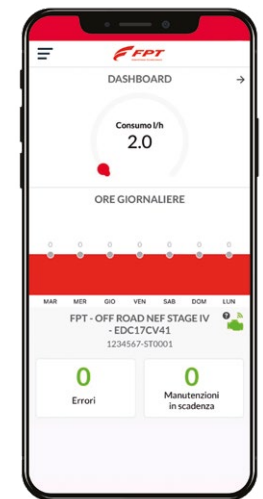 FPT
DASHBOARD
Consumo l/h
2.0
ORE GIORNALIERE
0 0 0 0 0 0 0
MAR MER GIO VEN SAB DOM LUN
FPT - OFF ROAD NEF STAGE IV
- EDC17CV41
1234567-ST0001
0
Errori
0
Manutenzioni
in scadenza